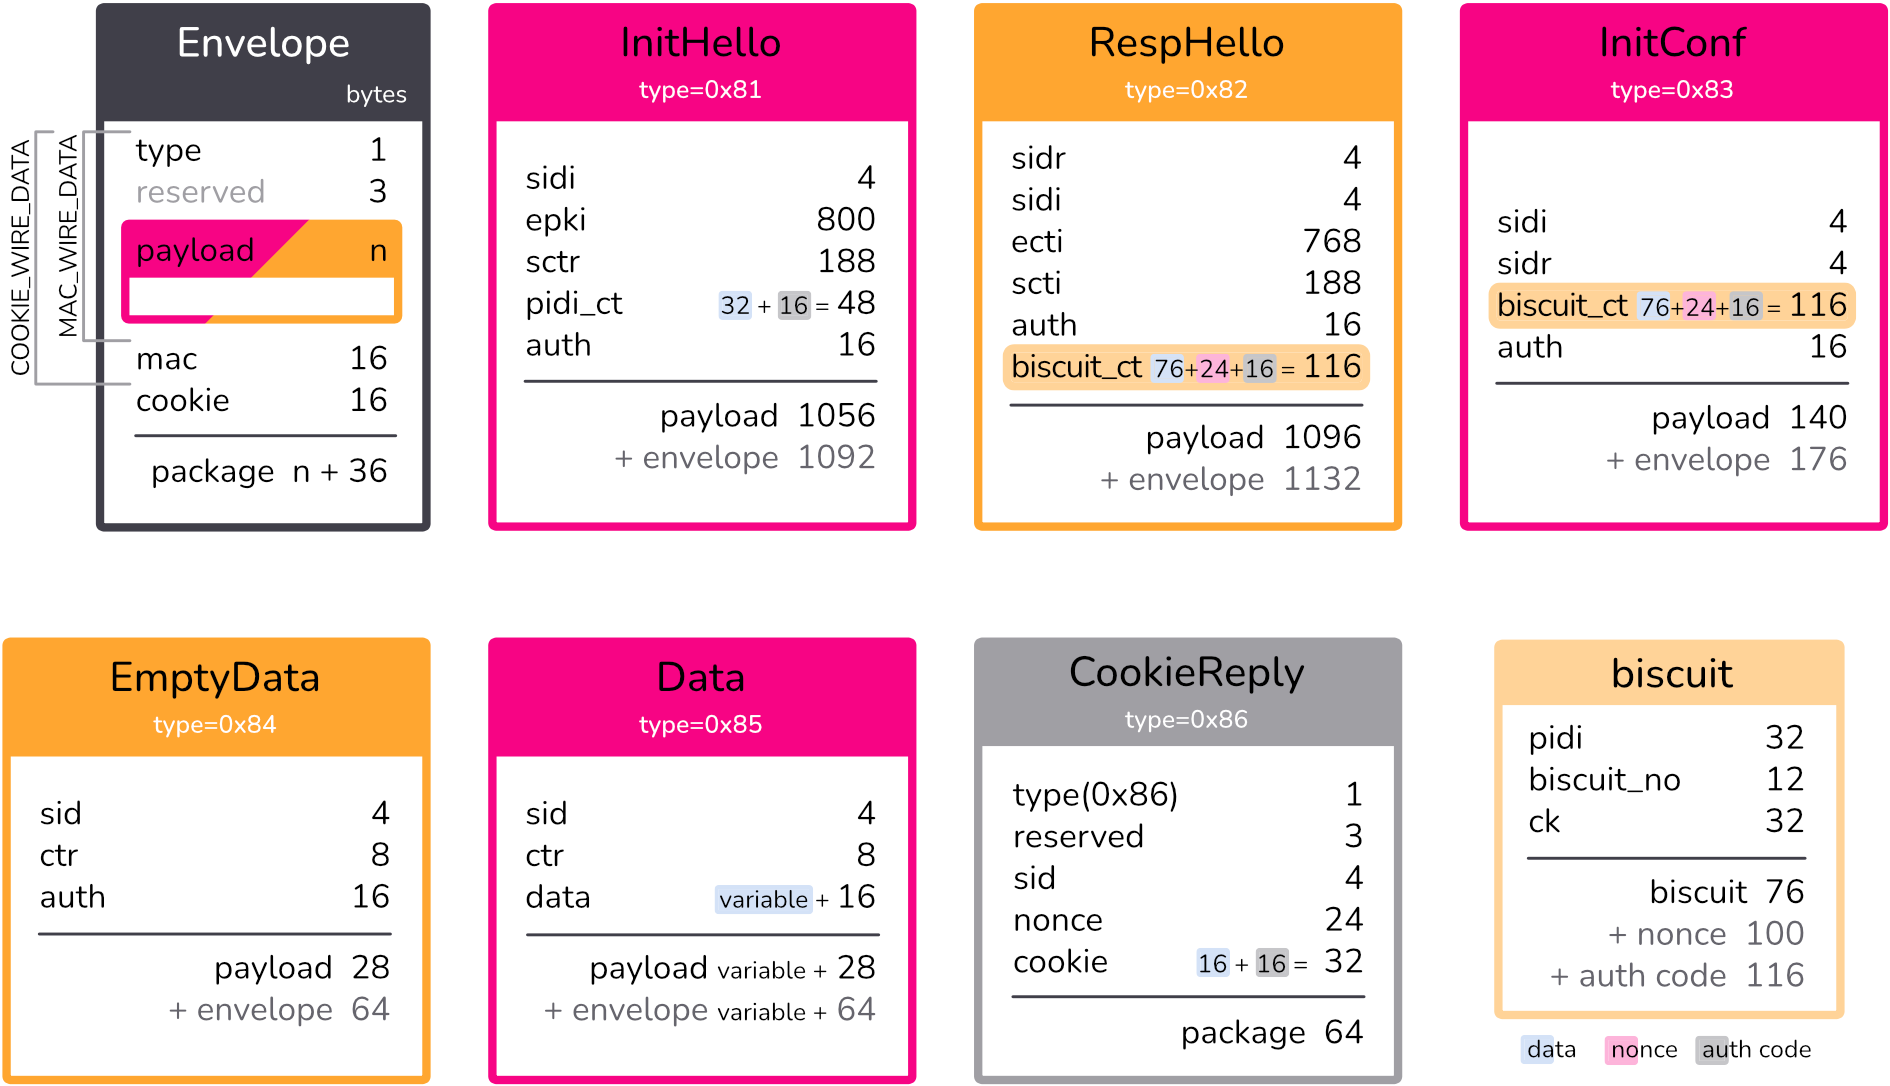 Envelope
bytes
COOKIE_WIRE_DATA
MAC_WIRE_DATA
type 1
reserved 3
payload n
mac 16
cookie 16
package n + 36
InitHello
type=0x81
sidi 4
epki 800
sctr 188
pidi_ct 32 + 16 = 48
auth 16
payload 1056
+ envelope 1092
RespHello
type=0x82
sidr 4
sidi 4
ecti 768
scti 188
auth 16
biscuit_ct 76+24+16 = 116
payload 1096
+ envelope 1132
InitConf
type=0x83
sidi 4
sidr 4
biscuit_ct 76+24+16 = 116
auth 16
payload 140
+ envelope 176
EmptyData
type=0x84
sid 4
ctr 8
auth 16
payload 28
+ envelope 64
Data
type=0x85
sid 4
ctr 8
data variable + 16
payload variable + 28
+ envelope variable + 64
CookieReply
type=0x86
type(0x86) 1
reserved 3
sid 4
nonce 24
cookie 16 + 16 = 32
package 64
biscuit
pidi 32
biscuit_no 12
ck 32
biscuit 76
+ nonce 100
+ auth code 116
data nonce auth code